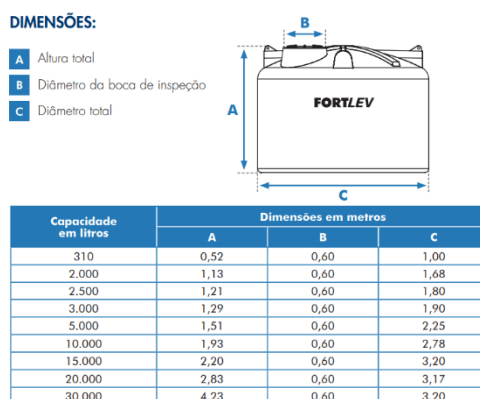 DIMENSÕES:
A Altura total
B Diâmetro da boca de inspeção
C Diâmetro total
B
A
FORTLEV
C
Capacidade em litros Dimensões em metros
A B C
310 0,52 0,60 1,00
2.000 1,13 0,60 1,68
2.500 1,21 0,60 1,80
3.000 1,29 0,60 1,90
5.000 1,51 0,60 2,25
10.000 1,93 0,60 2,78
15.000 2,20 0,60 3,20
20.000 2,83 0,60 3,17
30.000 4,23 0,60 3,20